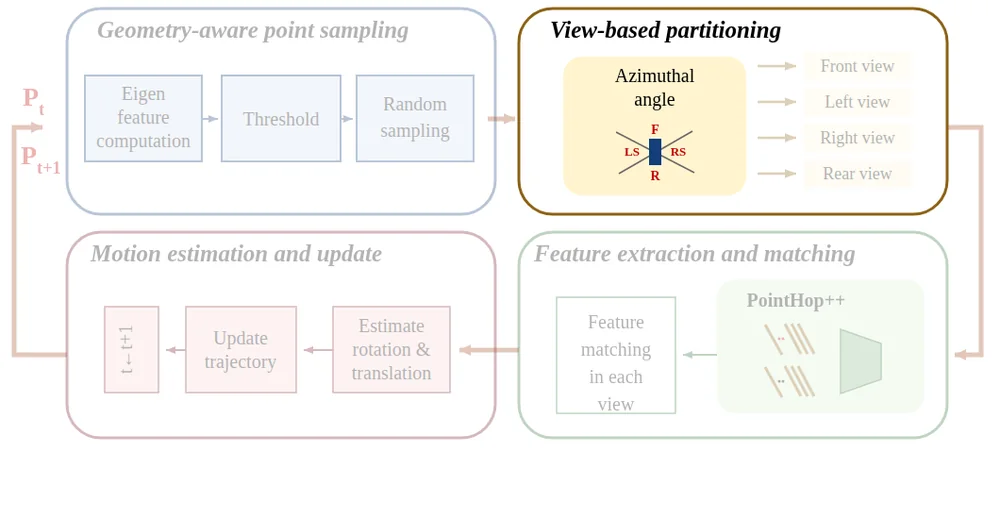 Geometry-aware point sampling
View-based partitioning
P_t
P_t+1
Eigen
feature
computation
Threshold
Random
sampling
Azimuthal
angle
F
LS
RS
R
Front view
Left view
Right view
Rear view
Motion estimation and update
Feature extraction and matching
t←t+1
Update
trajectory
Estimate
rotation &
translation
Feature
matching
in each
view
PointHop++
..
..